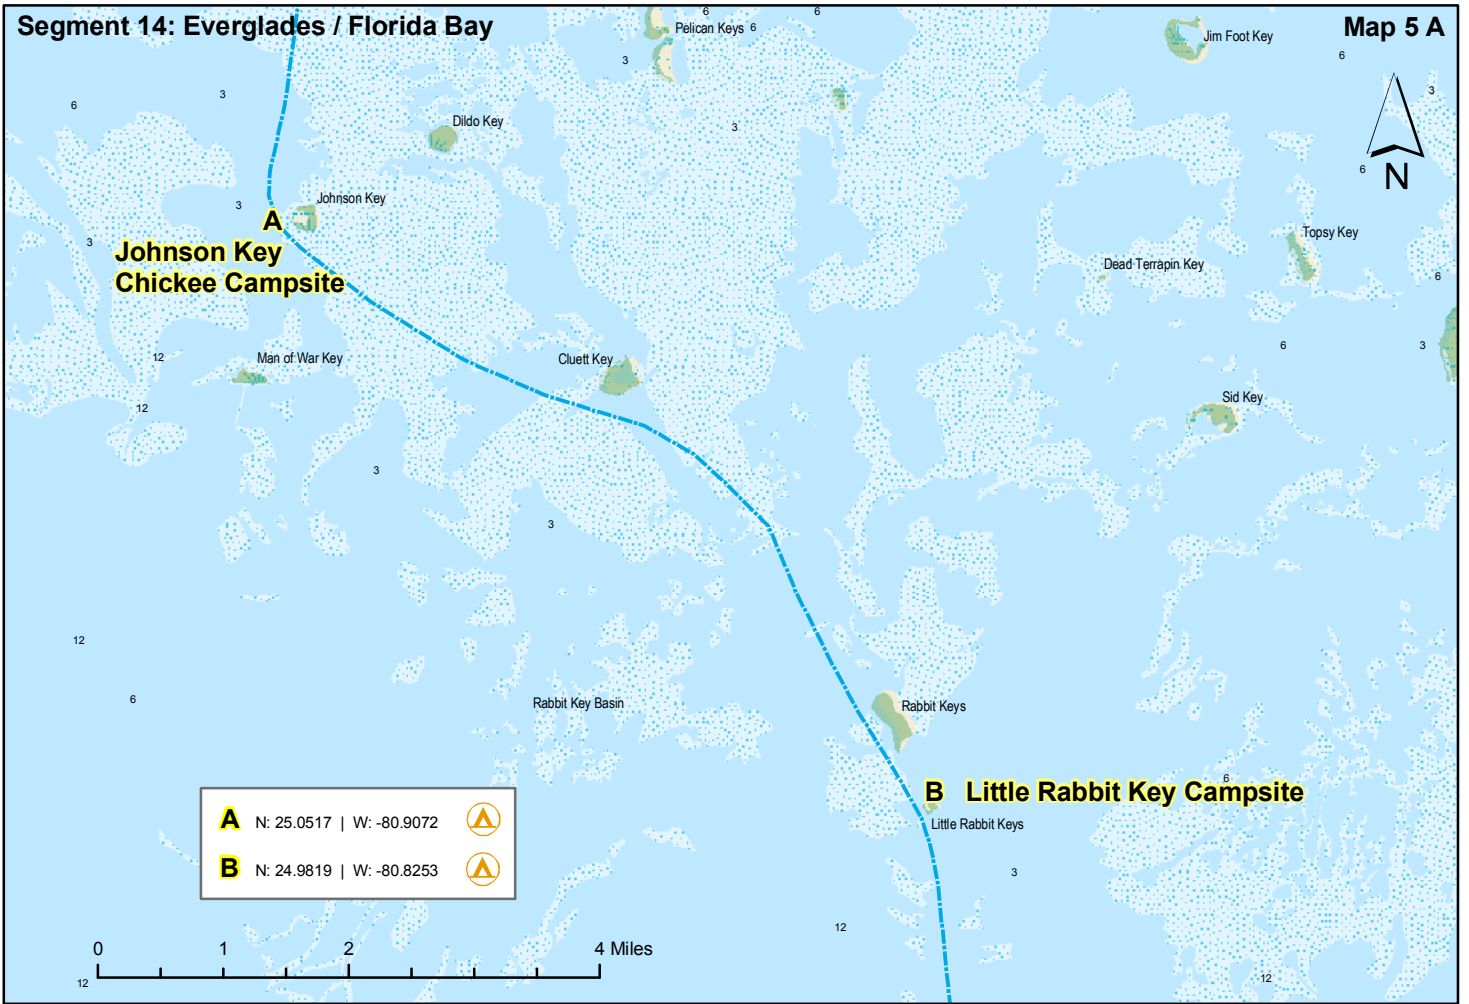 Segment 14: Everglades / Florida Bay
Map 5 A
6
6
Pelican Keys
Jim Foot Key
6
3
6
3
6
3
Dildo Key
3
6
N
Johnson Key
3
A
Johnson Key
Chickee Campsite
3
Topsy Key
Dead Terrapin Key
6
12
Man of War Key
Cluett Key
6
3
12
Sid Key
3
3
12
6
Rabbit Key Basin
Rabbit Keys
6
B Little Rabbit Key Campsite
Little Rabbit Keys
A N: 25.0517 | W: -80.9072
B N: 24.9819 | W: -80.8253
3
12
0 1 2 4 Miles
12
12